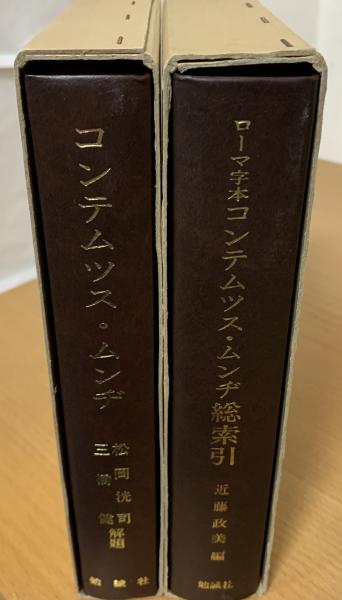 コンテムツス・ムンヂ
松岡洸司
三橋健
解題
勉誠社
ローマ字本コンテムツス・ムンヂ総索引
近藤政美編
勉誠社